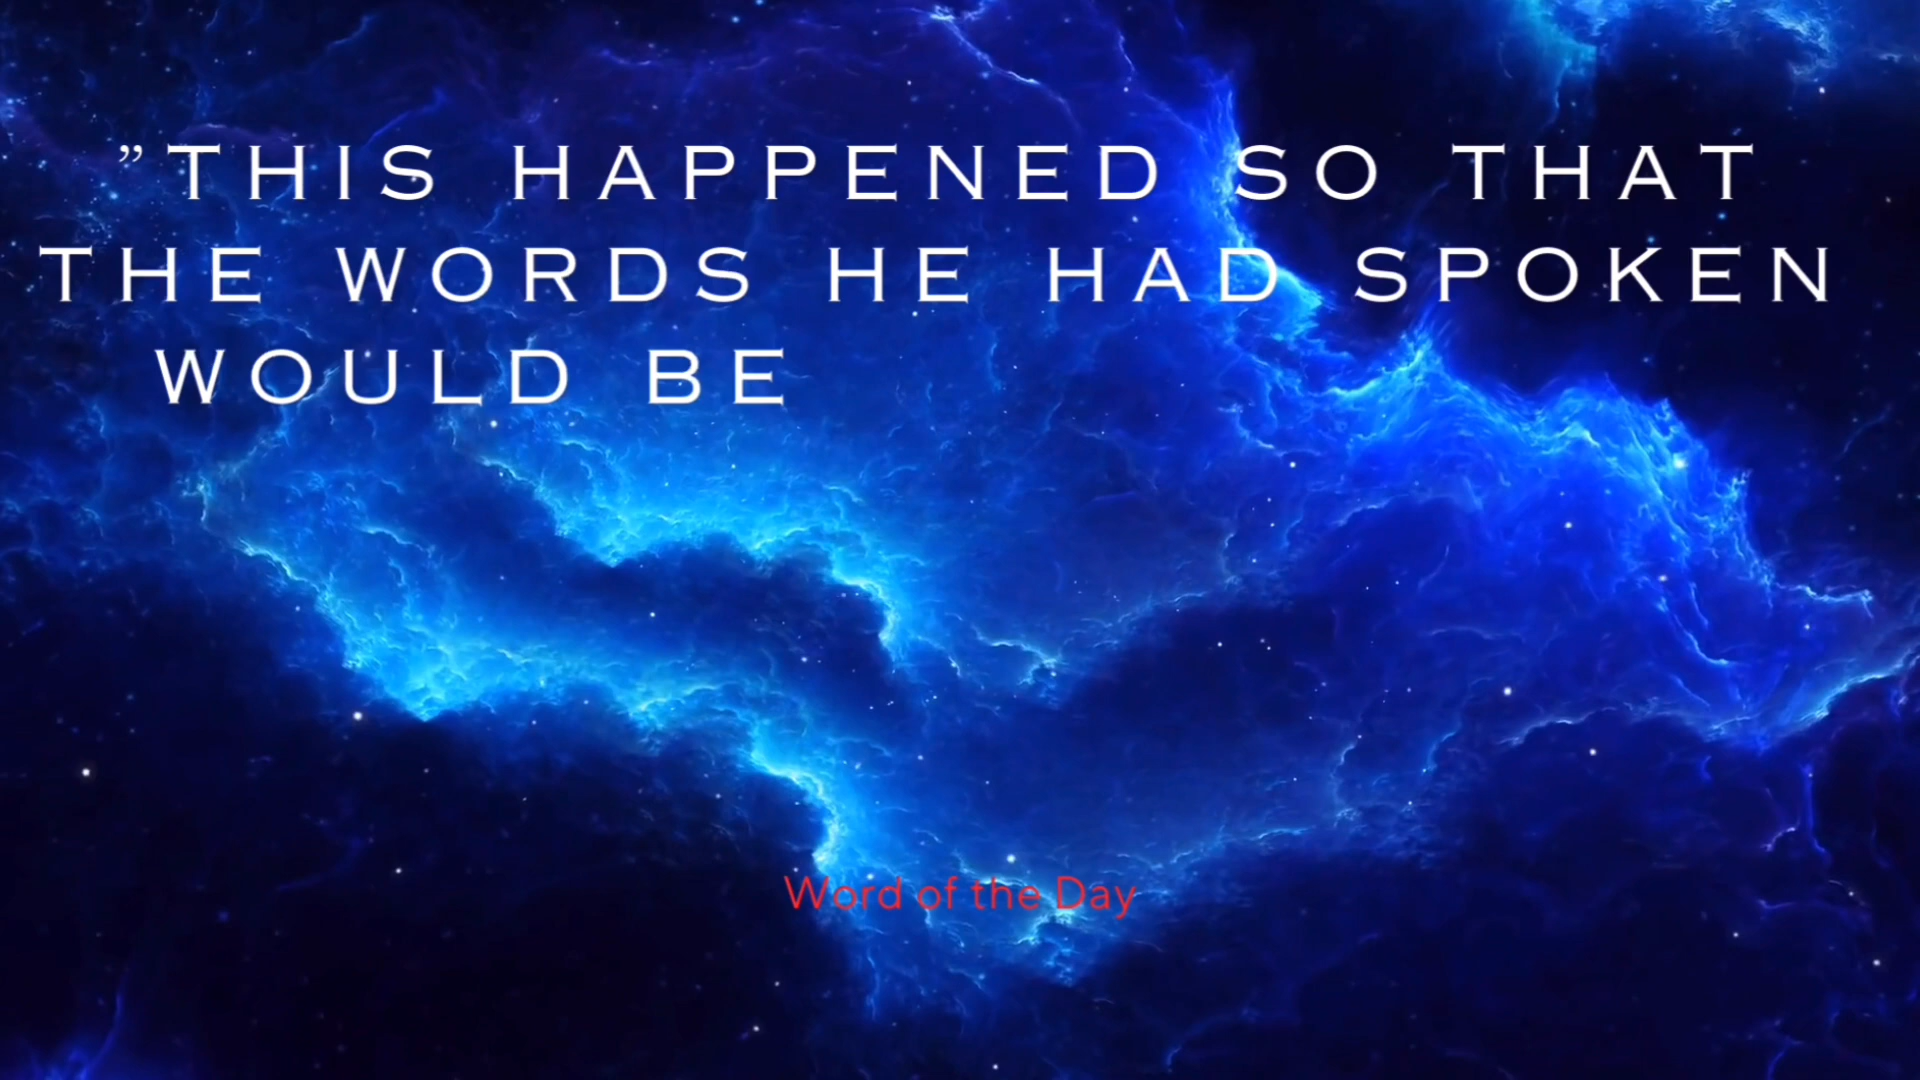 ”THIS HAPPENED SO THAT
THE WORDS HE HAD SPOKEN
WOULD BE
Word of the Day